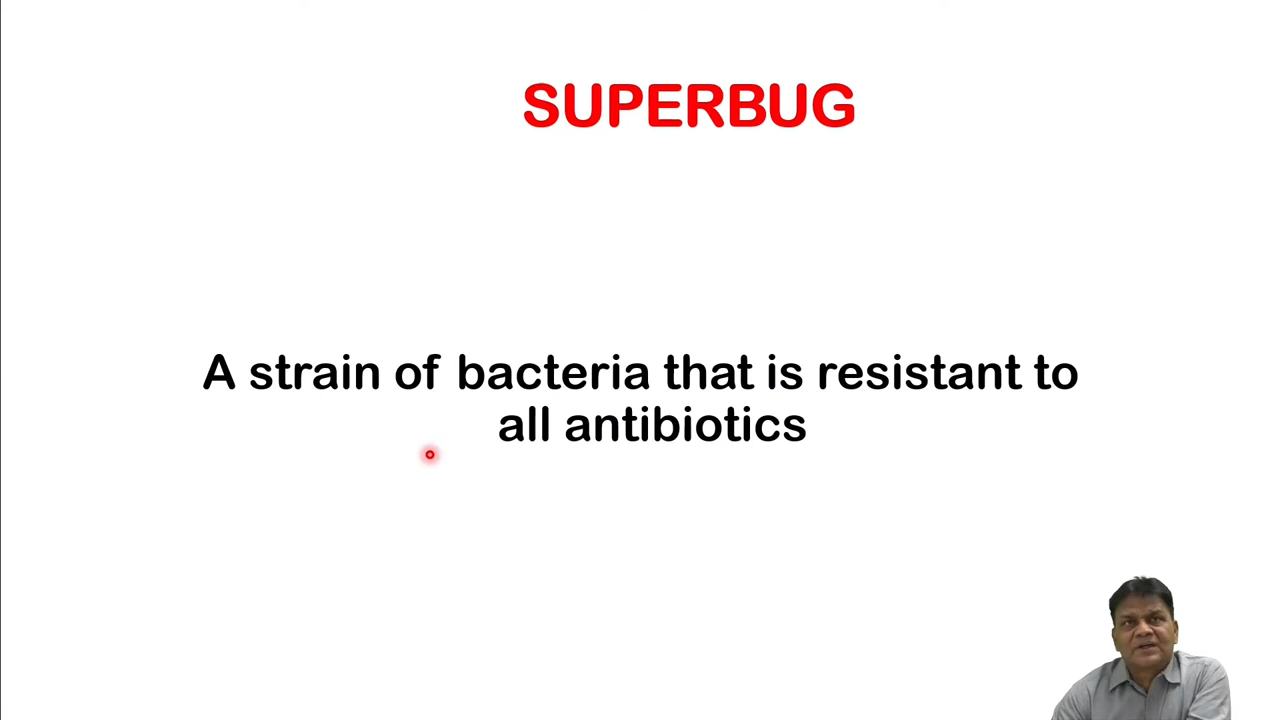 SUPERBUG
A strain of bacteria that is resistant to
all antibiotics